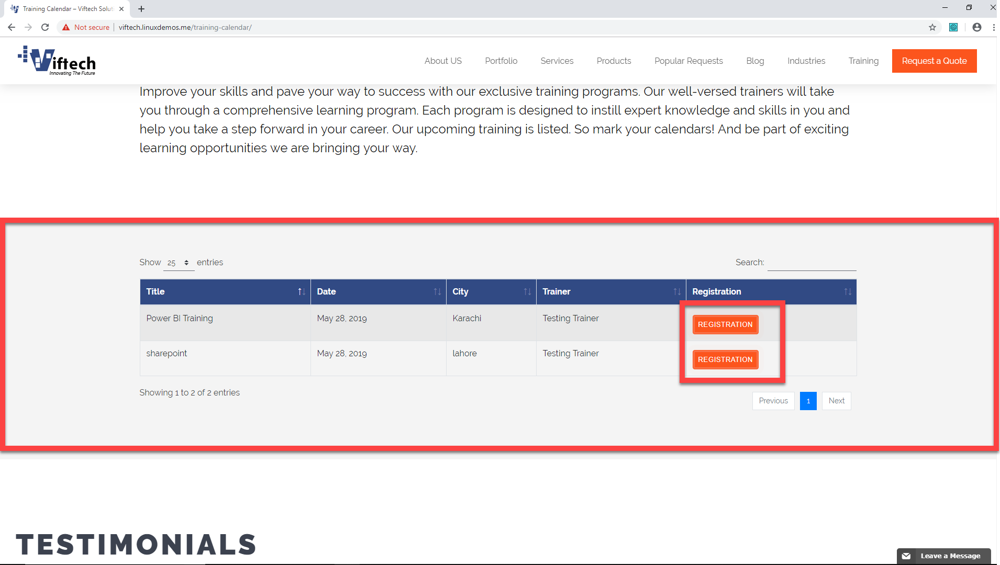 Training Calendar – Viftech Solut
Not secure
viftech.linuxdemos.me/training-calendar/
Viftech
Innovating The Future
About US
Portfolio
Services
Products
Popular Requests
Blog
Industries
Training
Request a Quote
Improve your skills and pave your way to success with our exclusive training programs. Our well-versed trainers will take
you through a comprehensive learning program. Each program is designed to instill expert knowledge and skills in you and
help you take a step forward in your career. Our upcoming training is listed. So mark your calendars! And be part of exciting
learning opportunities we are bringing your way.
Show 25 entries
Search:
Title Date City Trainer Registration
Power BI Training May 28, 2019 Karachi Testing Trainer REGISTRATION
sharepoint May 28, 2019 lahore Testing Trainer REGISTRATION
Showing 1 to 2 of 2 entries
Previous 1 Next
TESTIMONIALS
Leave a Message